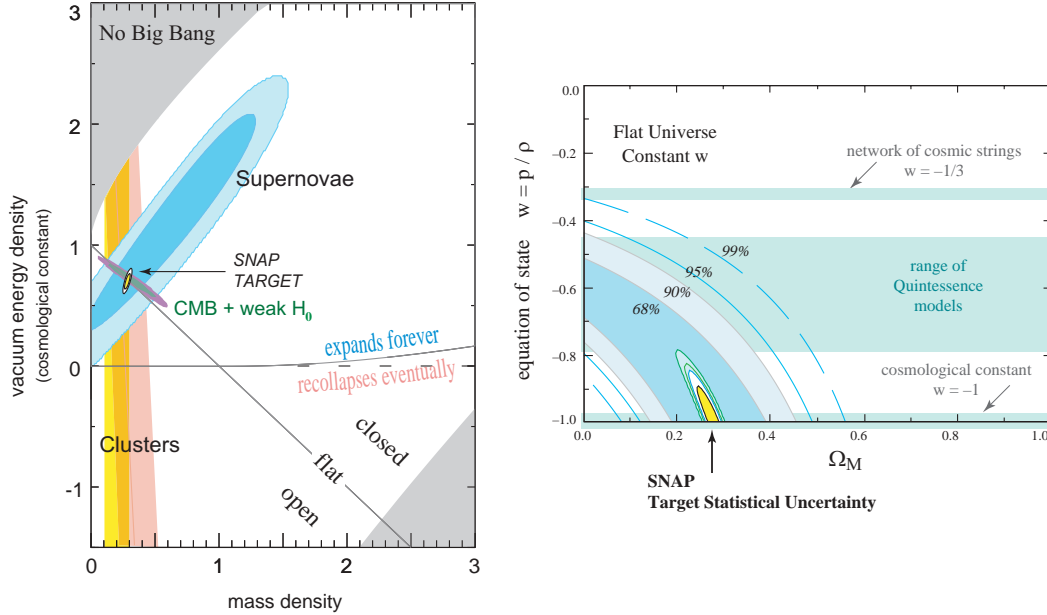 No Big Bang
3
2
1
0
-1
vacuum energy density
(cosmological constant)
Supernovae
SNAP
TARGET
CMB + weak H₀
expands forever
recollapses eventually
Clusters
closed
flat
open
0
1
2
3
mass density
0.0
–0.2
–0.4
–0.6
–0.8
–1.0
equation of state w = p / ρ
Flat Universe
Constant w
network of cosmic strings
w = –1/3
99%
95%
90%
68%
range of
Quintessence
models
cosmological constant
w = –1
0.0
0.2
0.4
0.6
0.8
1.0
Ω_M
SNAP
Target Statistical Uncertainty